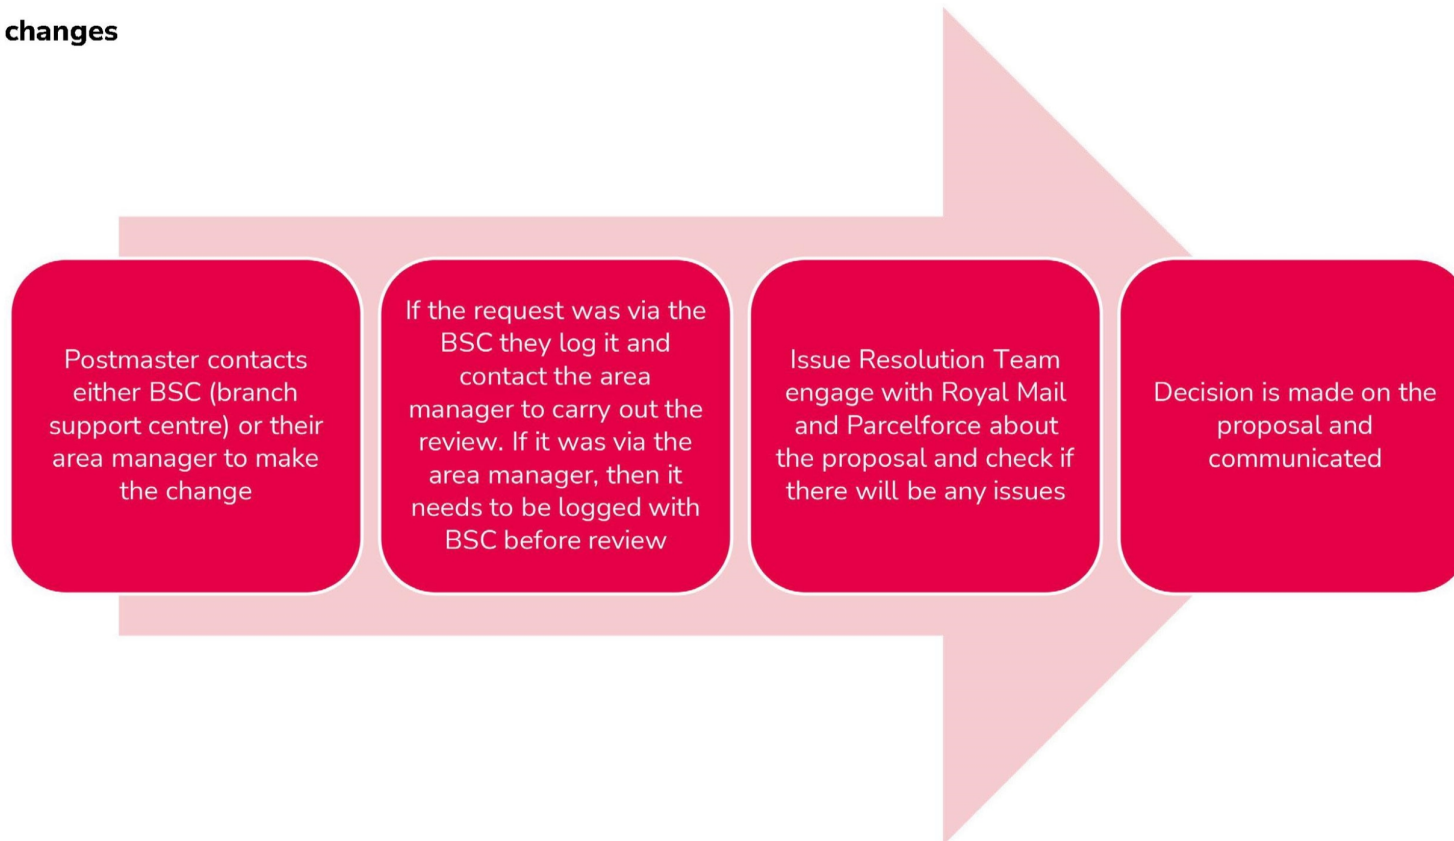 changes
Postmaster contacts
either BSC (branch
support centre) or their
area manager to make
the change
If the request was via the
BSC they log it and
contact the area
manager to carry out the
review. If it was via the
area manager, then it
needs to be logged with
BSC before review
Issue Resolution Team
engage with Royal Mail
and Parcelforce about
the proposal and check if
there will be any issues
Decision is made on the
proposal and
communicated